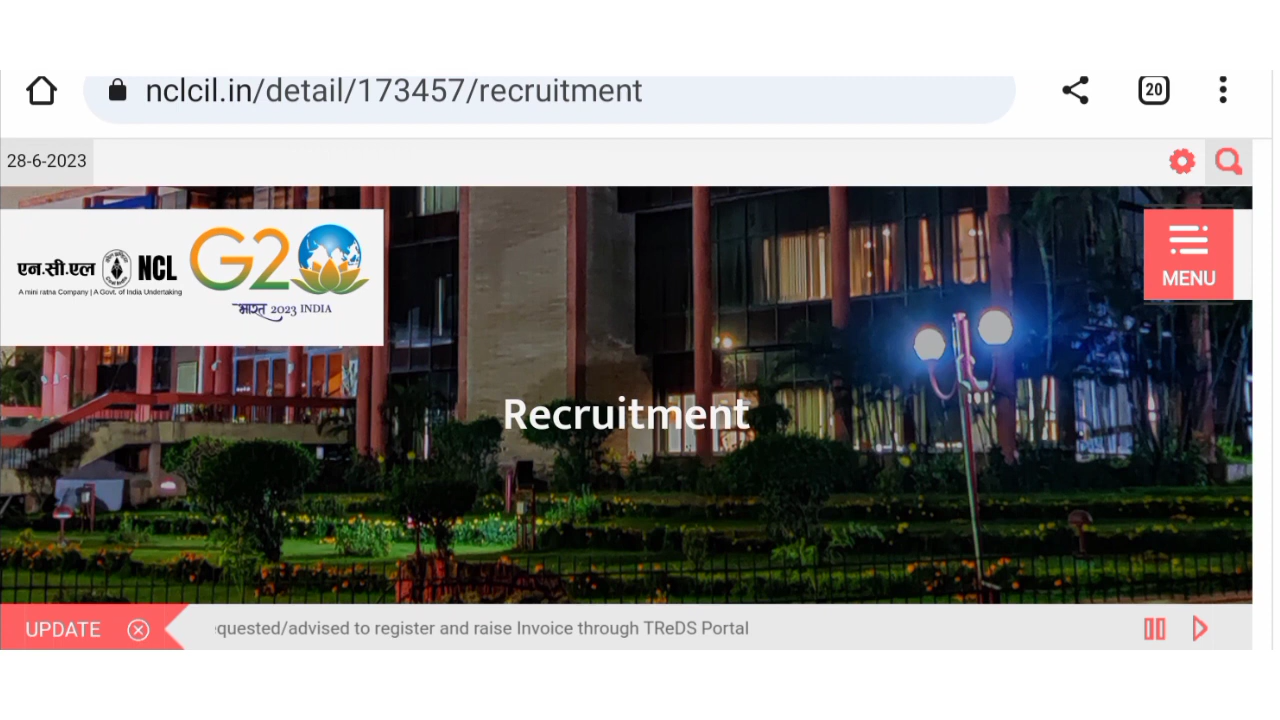 nclcil.in/detail/173457/recruitment
20
28-6-2023
एन.सी.एल NCL
A mini ratna Company | A Govt. of India Undertaking
G20
भारत 2023 INDIA
MENU
Recruitment
UPDATE
equested/advised to register and raise Invoice through TReDS Portal